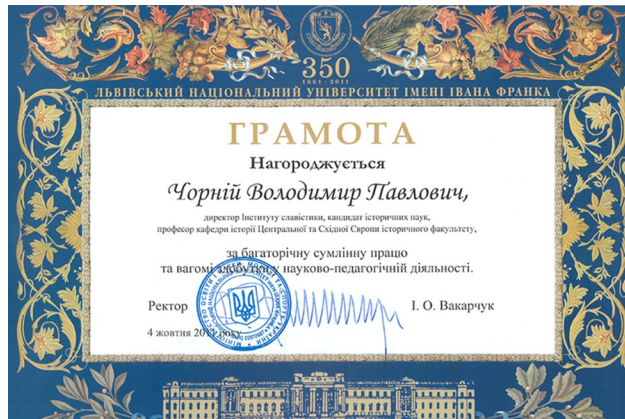 350
1661-2011
ЛЬВІВСЬКИЙ НАЦІОНАЛЬНИЙ УНІВЕРСИТЕТ ІМЕНІ ІВАНА ФРАНКА
ГРАМОТА
Нагороджується
Чорній Володимир Павлович,
директор Інституту славістики, кандидат історичних наук,
професор кафедри історії Центральної та Східної Європи історичного факультету,
за багаторічну сумлінну працю
та вагомі здобутки у науково-педагогічній діяльності.
Ректор І. О. Вакарчук
4 жовтня 2011 року